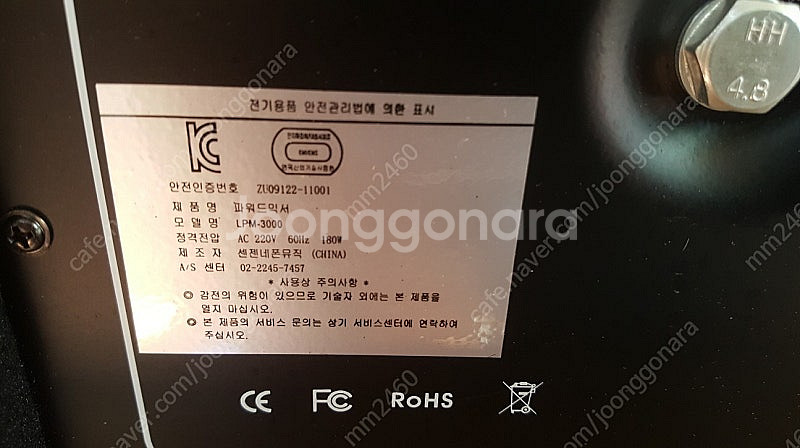 HH
4.8
전기용품 안전관리법에 의한 표시
안전인증번호 ZU09122-11001
제 품 명 파워드믹서
모 델 명 LPM-3000
정격전압 AC 220V 60Hz 180W
제 조 자 센젠네폰뮤직 (CHINA)
A/S 센터 02-2245-7457
* 사용상 주의사항 *
◎ 감전의 위험이 있으므로 기술자 외에는 본 제품을
열지 마십시오.
◎ 본 제품의 서비스 문의는 상기 서비스센터에 연락하여
주십시오.
CE FC RoHS
joonggonara
cafe.naver.com/joonggonara
mm2460